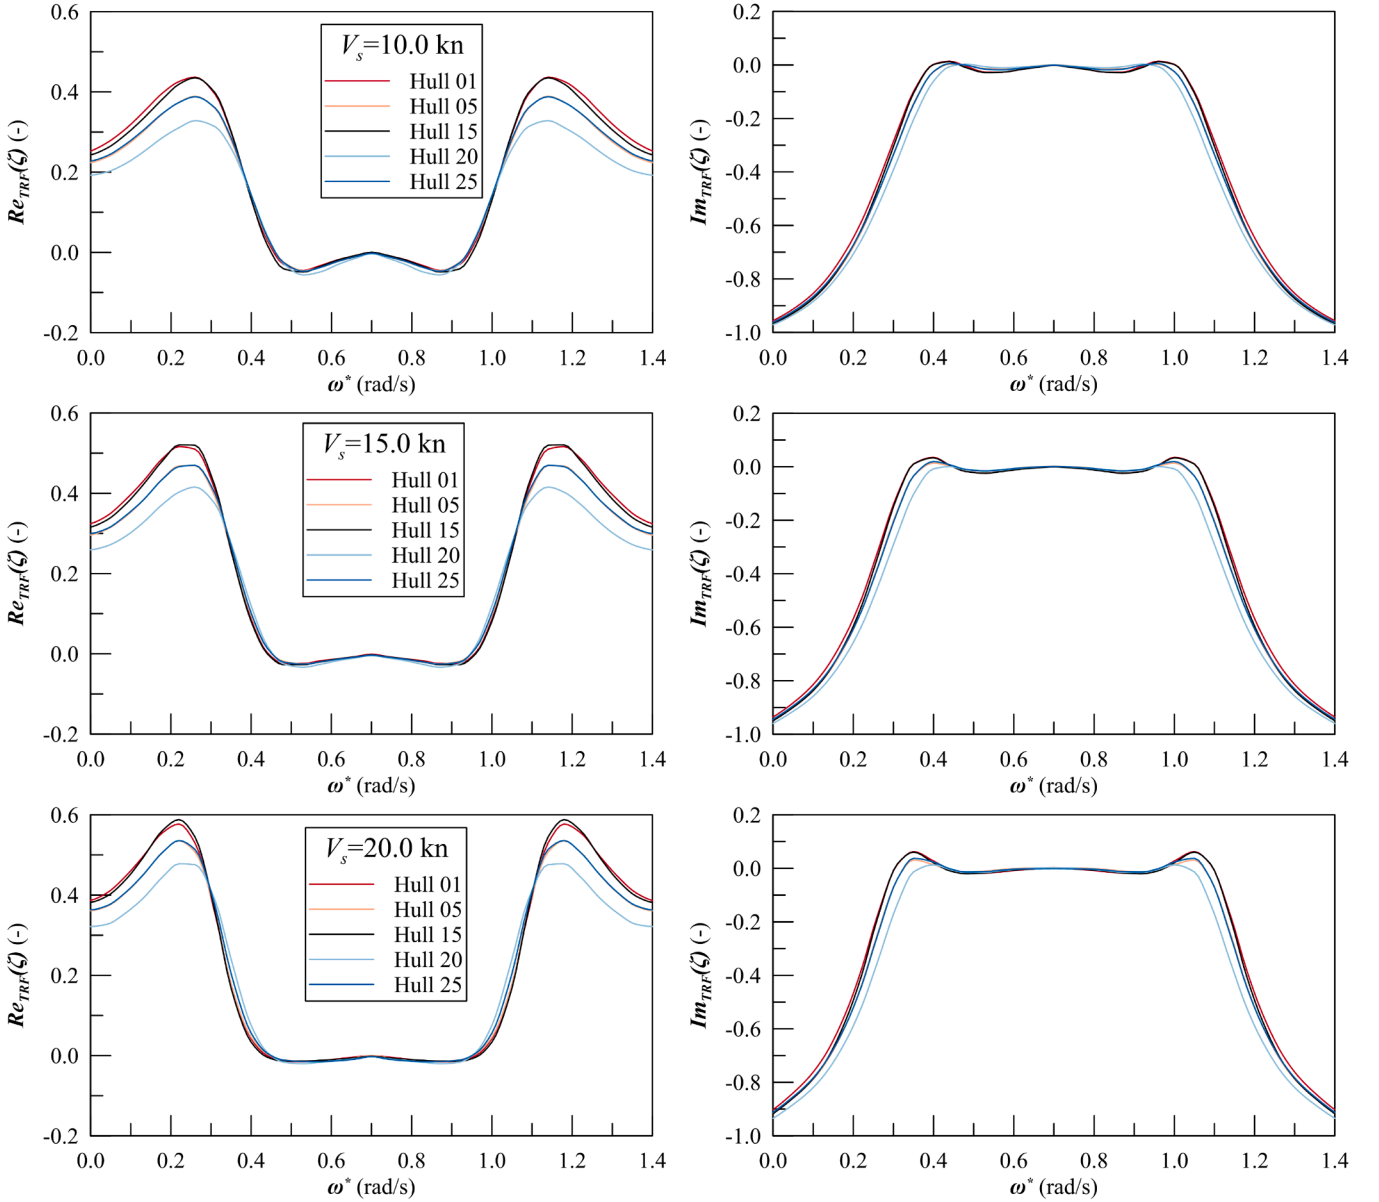 0.6
0.4
0.2
0.0
-0.2
Re_TRF(ζ) (-)
V_s=10.0 kn
Hull 01
Hull 05
Hull 15
Hull 20
Hull 25
0.0 0.2 0.4 0.6 0.8 1.0 1.2 1.4
ω* (rad/s)
0.2
0.0
-0.2
-0.4
-0.6
-0.8
-1.0
Im_TRF(ζ) (-)
0.0 0.2 0.4 0.6 0.8 1.0 1.2 1.4
ω* (rad/s)
0.6
0.4
0.2
0.0
-0.2
Re_TRF(ζ) (-)
V_s=15.0 kn
Hull 01
Hull 05
Hull 15
Hull 20
Hull 25
0.0 0.2 0.4 0.6 0.8 1.0 1.2 1.4
ω* (rad/s)
0.2
0.0
-0.2
-0.4
-0.6
-0.8
-1.0
Im_TRF(ζ) (-)
0.0 0.2 0.4 0.6 0.8 1.0 1.2 1.4
ω* (rad/s)
0.6
0.4
0.2
0.0
-0.2
Re_TRF(ζ) (-)
V_s=20.0 kn
Hull 01
Hull 05
Hull 15
Hull 20
Hull 25
0.0 0.2 0.4 0.6 0.8 1.0 1.2 1.4
ω* (rad/s)
0.2
0.0
-0.2
-0.4
-0.6
-0.8
-1.0
Im_TRF(ζ) (-)
0.0 0.2 0.4 0.6 0.8 1.0 1.2 1.4
ω* (rad/s)